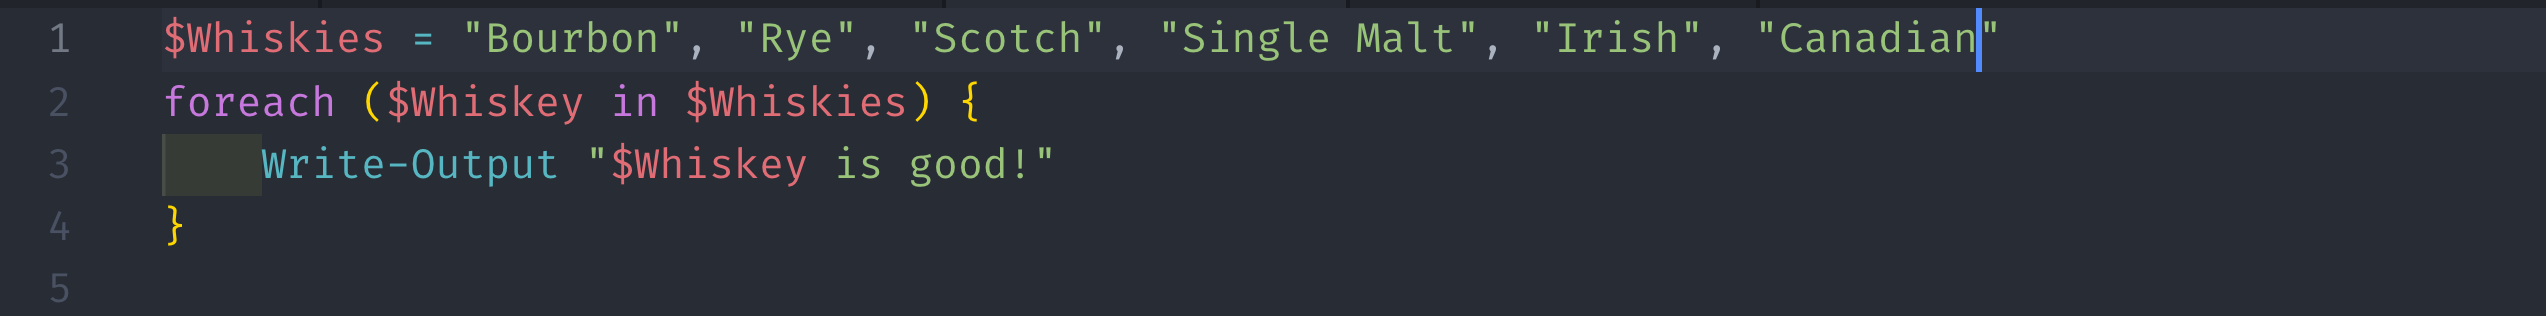 1 $Whiskies = "Bourbon", "Rye", "Scotch", "Single Malt", "Irish", "Canadian"
2 foreach ($Whiskey in $Whiskies) {
3     Write-Output "$Whiskey is good!"
4 }
5